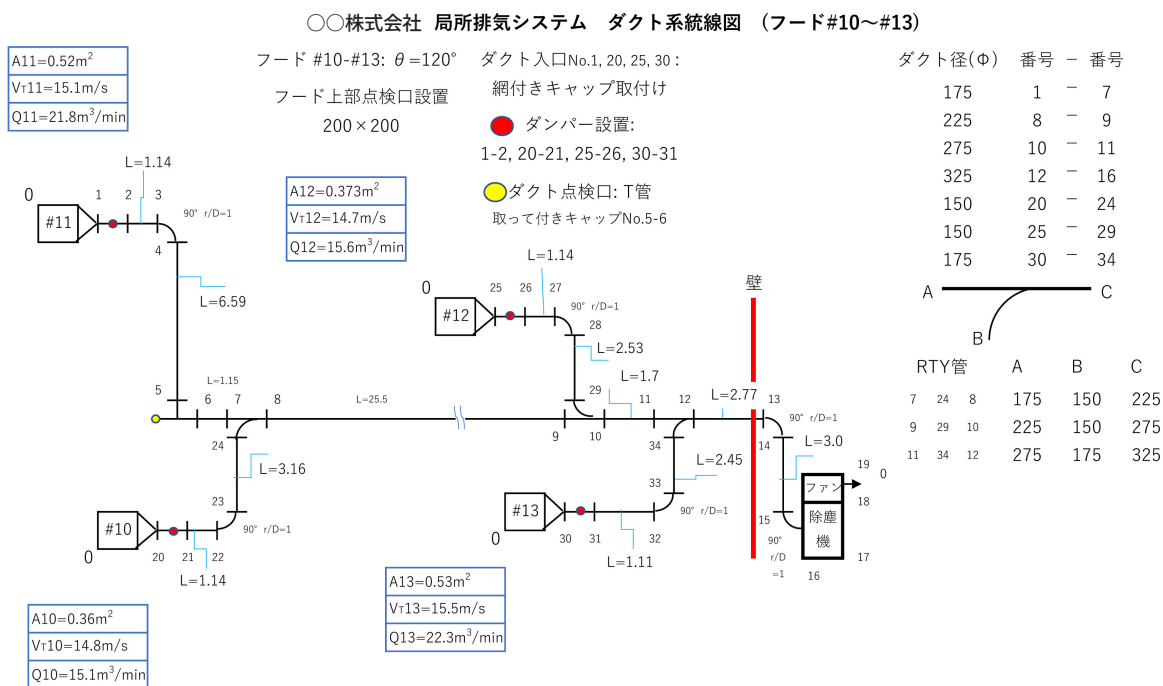 ○○株式会社 局所排気システム ダクト系統線図 (フード#10～#13)
A11=0.52m²
VT11=15.1m/s
Q11=21.8m³/min
フード #10-#13: θ=120°
フード上部点検口設置
200×200
ダクト入口No.1, 20, 25, 30：
網付きキャップ取付け
ダンパー設置:
1-2, 20-21, 25-26, 30-31
ダクト点検口: T管
取って付きキャップNo.5-6
ダクト径(Φ) 番号 － 番号
175 1 － 7
225 8 － 9
275 10 － 11
325 12 － 16
150 20 － 24
150 25 － 29
175 30 － 34
A C
B
RTY管 A B C
7 24 8 175 150 225
9 29 10 225 150 275
11 34 12 275 175 325
L=1.14
0
#11
1 2 3
90° r/D=1
4
L=6.59
A12=0.373m²
VT12=14.7m/s
Q12=15.6m³/min
L=1.14
0
#12
25 26 27
90° r/D=1
28
L=2.53
29
L=1.7
壁
5
L=1.15
6 7 8
L=25.5
9 10 11 12
L=2.77
13
90° r/D=1
14
L=3.0
24
L=3.16
23
90° r/D=1
#10
0
20 21 22
L=1.14
34
L=2.45
33
90° r/D=1
#13
0
30 31 32
L=1.11
15
90°
r/D
=1
16
ファン
除塵
機
19 0
18
17
A13=0.53m²
VT13=15.5m/s
Q13=22.3m³/min
A10=0.36m²
VT10=14.8m/s
Q10=15.1m³/min